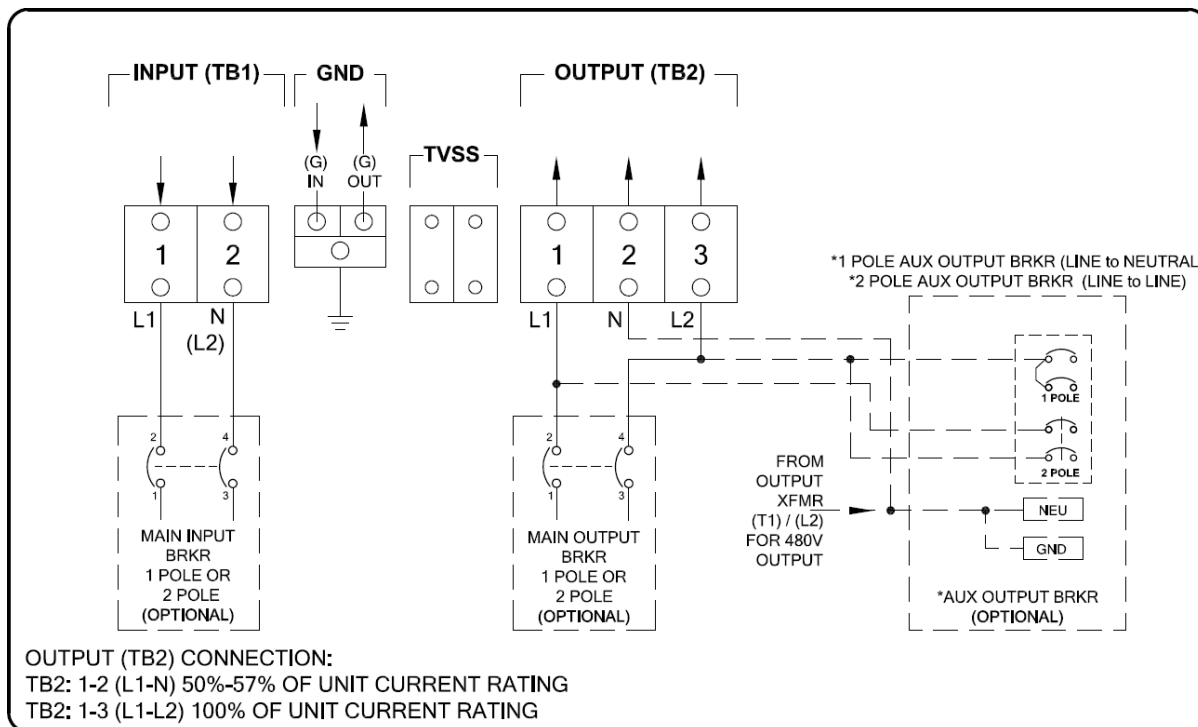 INPUT (TB1)
GND
OUTPUT (TB2)
(G)
IN
(G)
OUT
TVSS
1
2
1
2
3
*1 POLE AUX OUTPUT BRKR (LINE to NEUTRAL
*2 POLE AUX OUTPUT BRKR (LINE to LINE)
L1
N
(L2)
L1
N
L2
1 POLE
2 POLE
2
4
1
3
MAIN INPUT
BRKR
1 POLE OR
2 POLE
(OPTIONAL)
2
4
1
3
MAIN OUTPUT
BRKR
1 POLE OR
2 POLE
(OPTIONAL)
FROM
OUTPUT
XFMR
(T1) / (L2)
FOR 480V
OUTPUT
NEU
GND
*AUX OUTPUT BRKR
(OPTIONAL)
OUTPUT (TB2) CONNECTION:
TB2: 1-2 (L1-N) 50%-57% OF UNIT CURRENT RATING
TB2: 1-3 (L1-L2) 100% OF UNIT CURRENT RATING